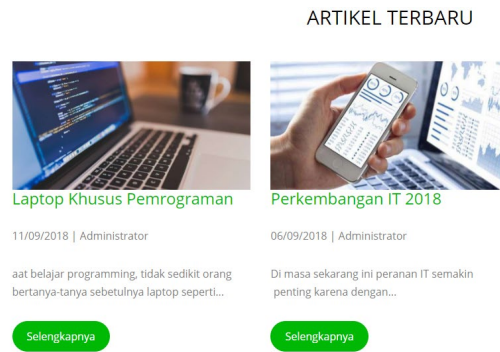 ARTIKEL TERBARU
Laptop Khusus Pemrograman
11/09/2018 | Administrator
aat belajar programming, tidak sedikit orang
bertanya-tanya sebetulnya laptop seperti...
Selengkapnya
Perkembangan IT 2018
06/09/2018 | Administrator
Di masa sekarang ini peranan IT semakin
penting karena dengan...
Selengkapnya